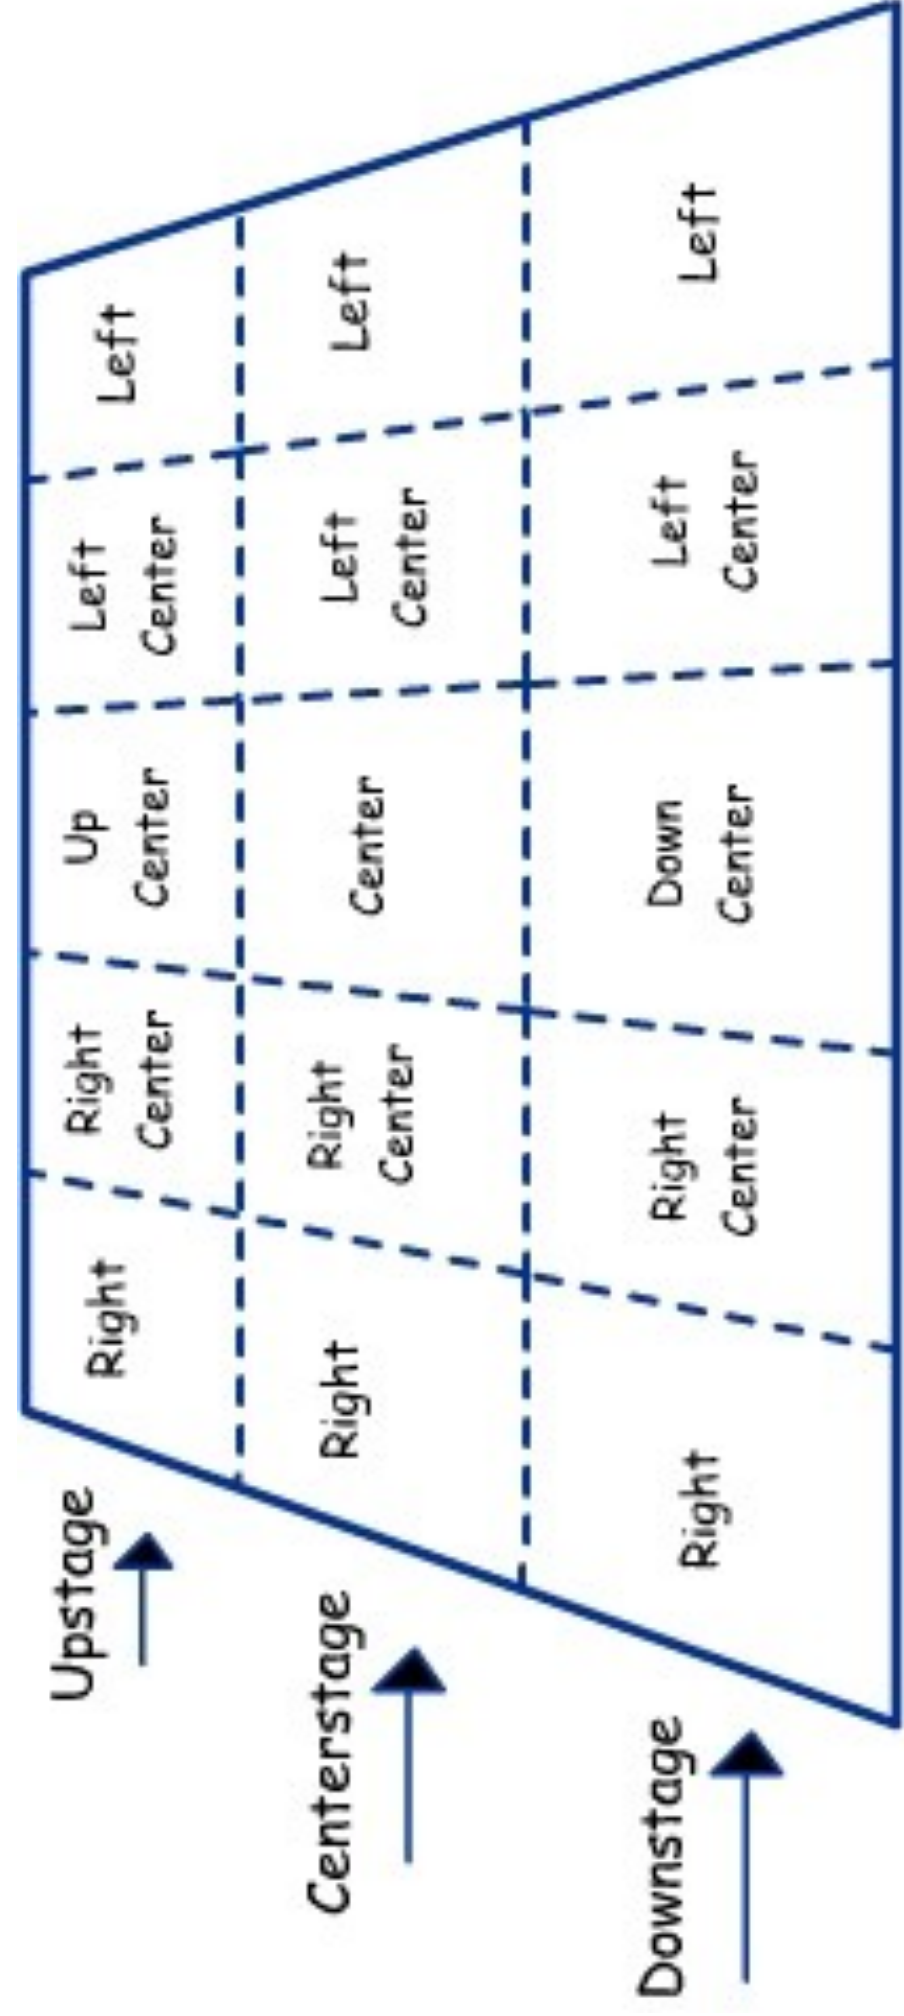 Upstage
Right
Right
Center
Up
Center
Left
Center
Left
Centerstage
Right
Right
Center
Center
Left
Center
Left
Downstage
Right
Right
Center
Down
Center
Left
Center
Left